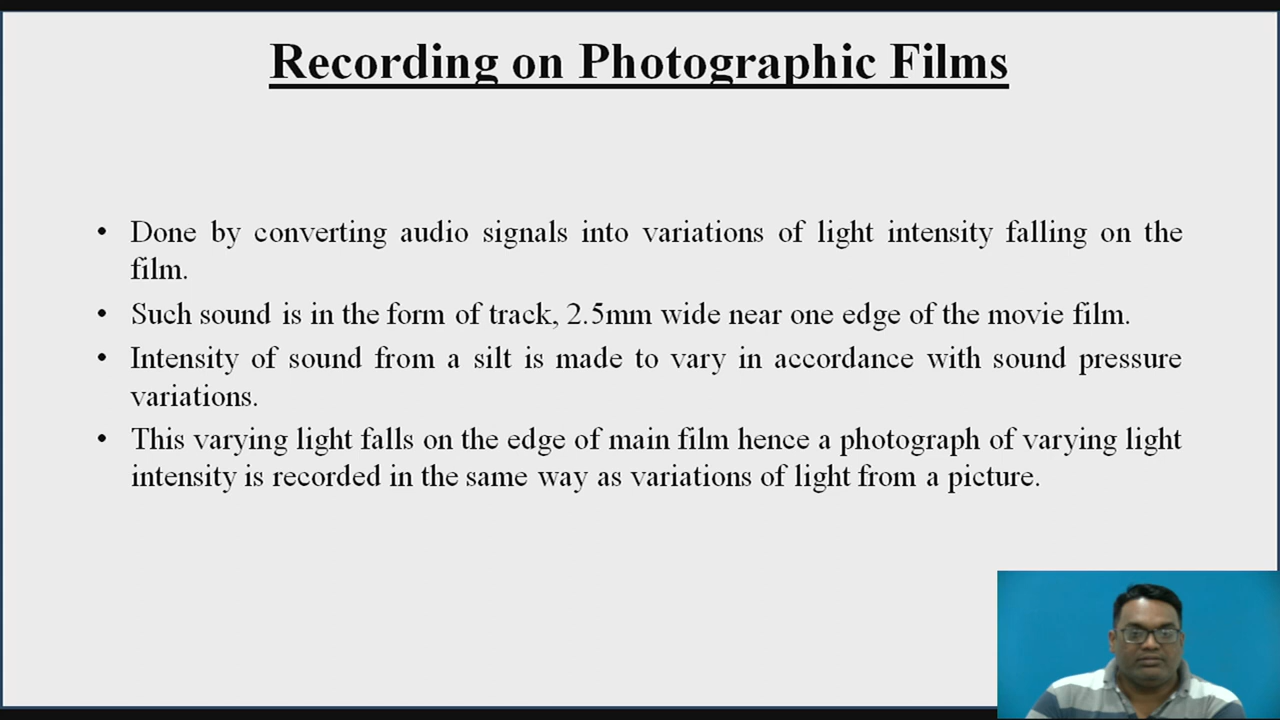 Recording on Photographic Films
• Done by converting audio signals into variations of light intensity falling on the
film.
• Such sound is in the form of track, 2.5mm wide near one edge of the movie film.
• Intensity of sound from a silt is made to vary in accordance with sound pressure
variations.
• This varying light falls on the edge of main film hence a photograph of varying light
intensity is recorded in the same way as variations of light from a picture.